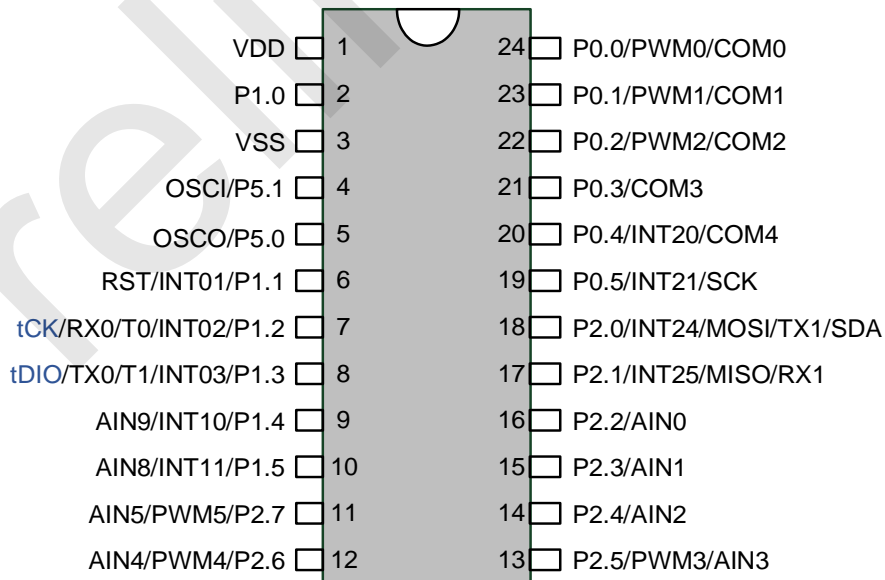 VDD 1 24 P0.0/PWM0/COM0
P1.0 2 23 P0.1/PWM1/COM1
VSS 3 22 P0.2/PWM2/COM2
OSCI/P5.1 4 21 P0.3/COM3
OSCO/P5.0 5 20 P0.4/INT20/COM4
RST/INT01/P1.1 6 19 P0.5/INT21/SCK
tCK/RX0/T0/INT02/P1.2 7 18 P2.0/INT24/MOSI/TX1/SDA
tDIO/TX0/T1/INT03/P1.3 8 17 P2.1/INT25/MISO/RX1
AIN9/INT10/P1.4 9 16 P2.2/AIN0
AIN8/INT11/P1.5 10 15 P2.3/AIN1
AIN5/PWM5/P2.7 11 14 P2.4/AIN2
AIN4/PWM4/P2.6 12 13 P2.5/PWM3/AIN3